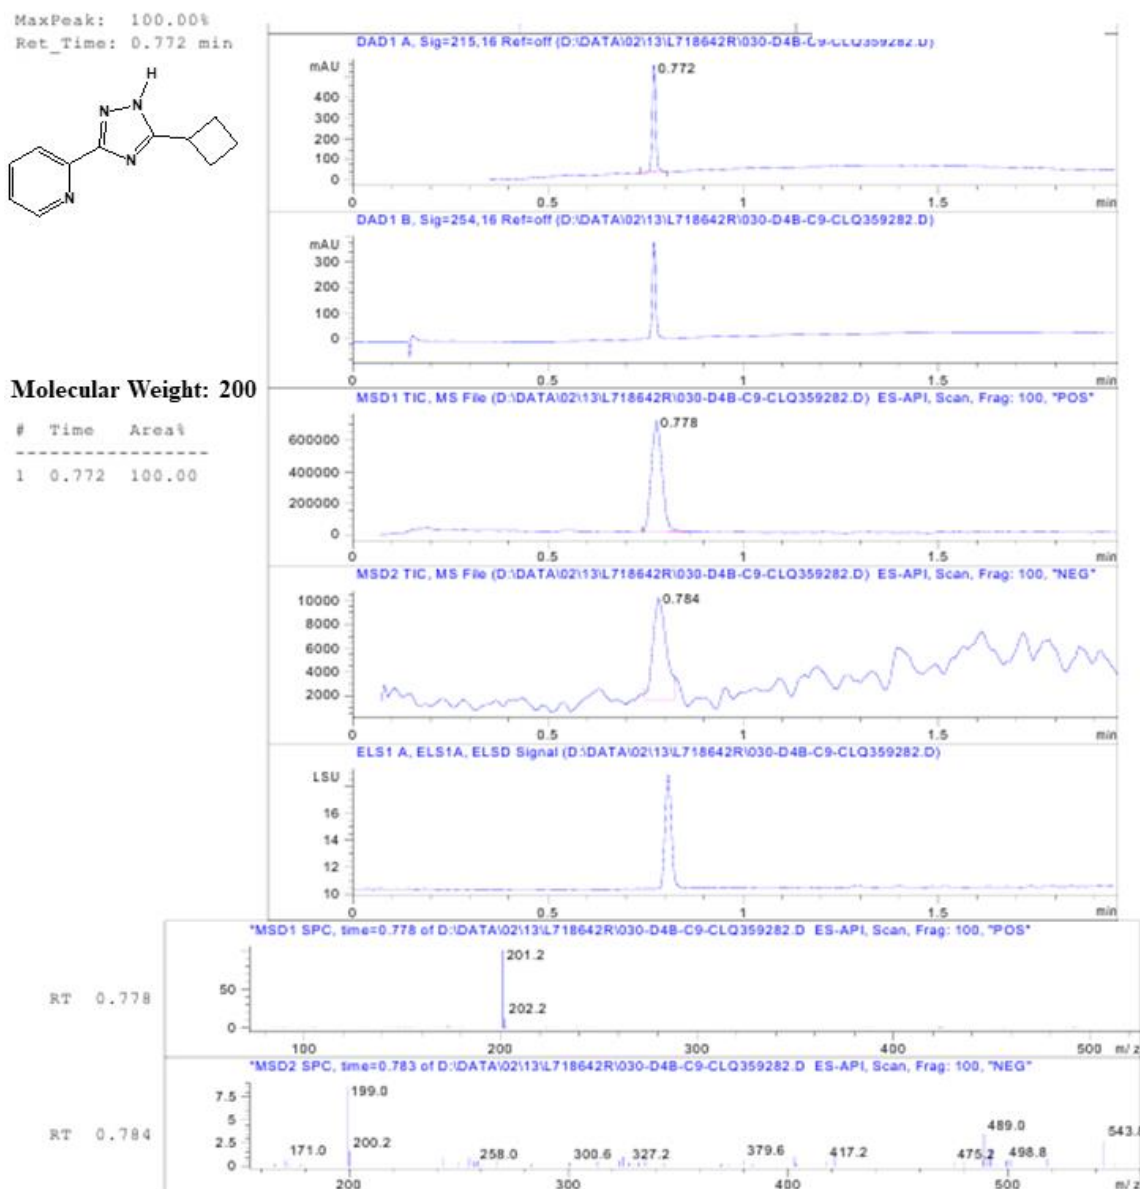 MaxPeak: 100.00%
Ret_Time: 0.772 min
H
N N
N
N
Molecular Weight: 200
# Time Area%
-----------------
1 0.772 100.00
DAD1 A, Sig=215,16 Ref=off (D:\DATA\02\13\L718642R\030-D4B-C9-CLQ359282.D)
mAU
0.772
400
300
200
100
0
0 0.5 1 1.5 min
DAD1 B, Sig=254,16 Ref=off (D:\DATA\02\13\L718642R\030-D4B-C9-CLQ359282.D)
mAU
300
200
100
0
0 0.5 1 1.5 min
MSD1 TIC, MS File (D:\DATA\02\13\L718642R\030-D4B-C9-CLQ359282.D) ES-API, Scan, Frag: 100, "POS"
0.778
600000
400000
200000
0
0 0.5 1 1.5 min
MSD2 TIC, MS File (D:\DATA\02\13\L718642R\030-D4B-C9-CLQ359282.D) ES-API, Scan, Frag: 100, "NEG"
0.784
10000
8000
6000
4000
2000
0 0.5 1 1.5 min
ELS1 A, ELS1A, ELSD Signal (D:\DATA\02\13\L718642R\030-D4B-C9-CLQ359282.D)
LSU
16
14
12
10
0 0.5 1 1.5 min
*MSD1 SPC, time=0.778 of D:\DATA\02\13\L718642R\030-D4B-C9-CLQ359282.D ES-API, Scan, Frag: 100, "POS"
RT 0.778
201.2
202.2
50
0
100 200 300 400 500 m/z
*MSD2 SPC, time=0.783 of D:\DATA\02\13\L718642R\030-D4B-C9-CLQ359282.D ES-API, Scan, Frag: 100, "NEG"
RT 0.784
7.5
5
2.5
0
199.0
171.0 200.2 258.0 300.6 327.2 379.6 417.2 475.2 489.0 498.8
200 300 400 500 m/z